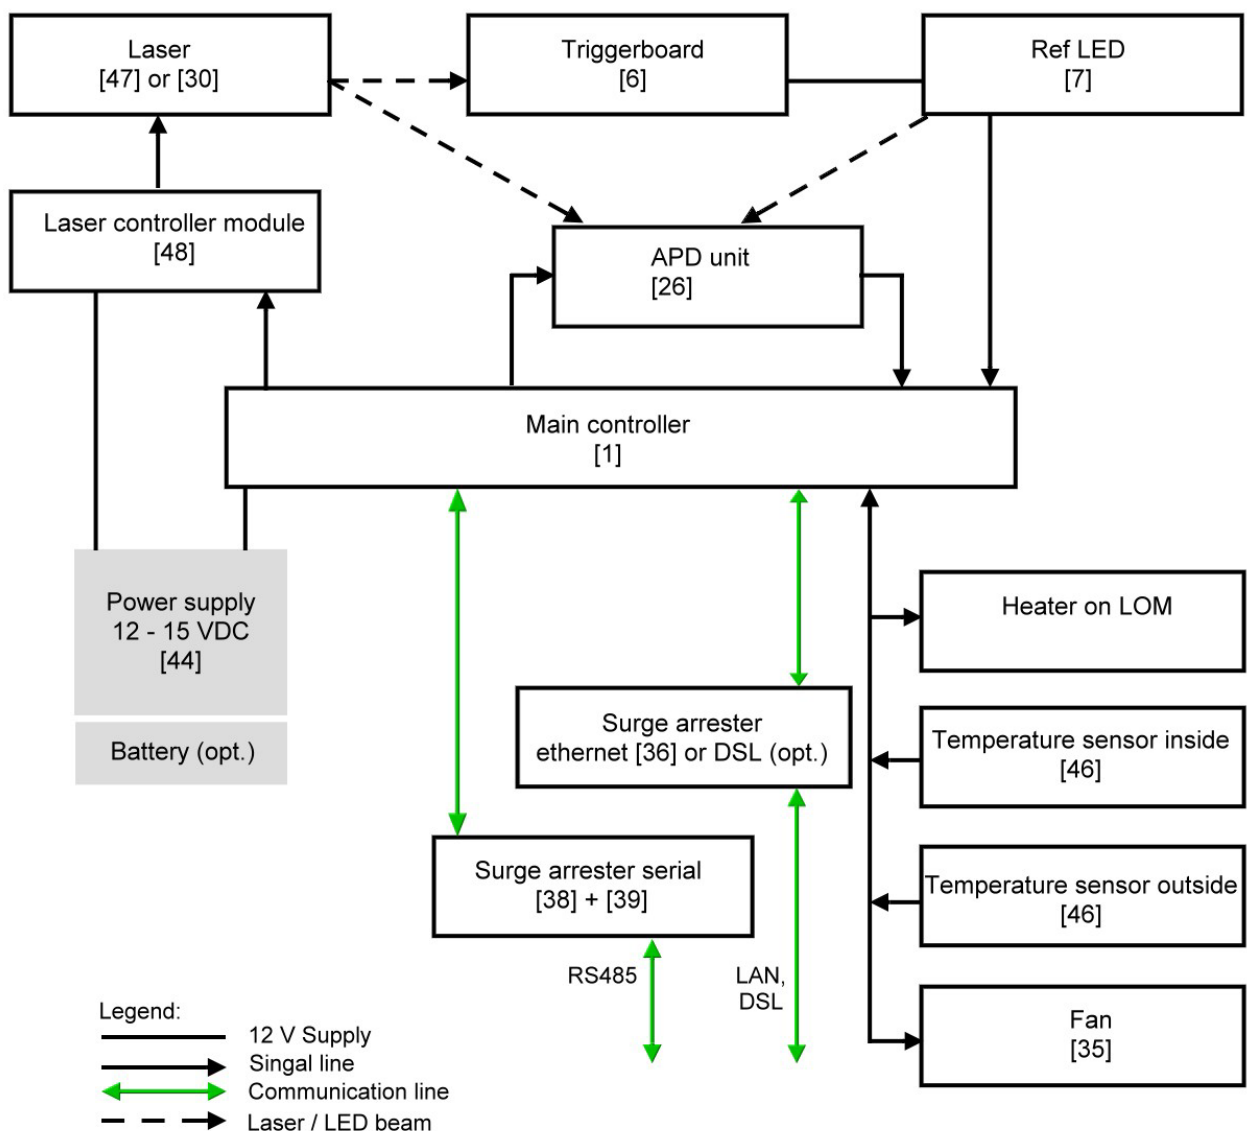 Laser
[47] or [30]
Triggerboard
[6]
Ref LED
[7]
Laser controller module
[48]
APD unit
[26]
Main controller
[1]
Power supply
12 - 15 VDC
[44]
Battery (opt.)
Heater on LOM
Surge arrester
ethernet [36] or DSL (opt.)
Temperature sensor inside
[46]
Surge arrester serial
[38] + [39]
Temperature sensor outside
[46]
RS485
LAN,
DSL
Fan
[35]
Legend:
12 V Supply
Singal line
Communication line
Laser / LED beam